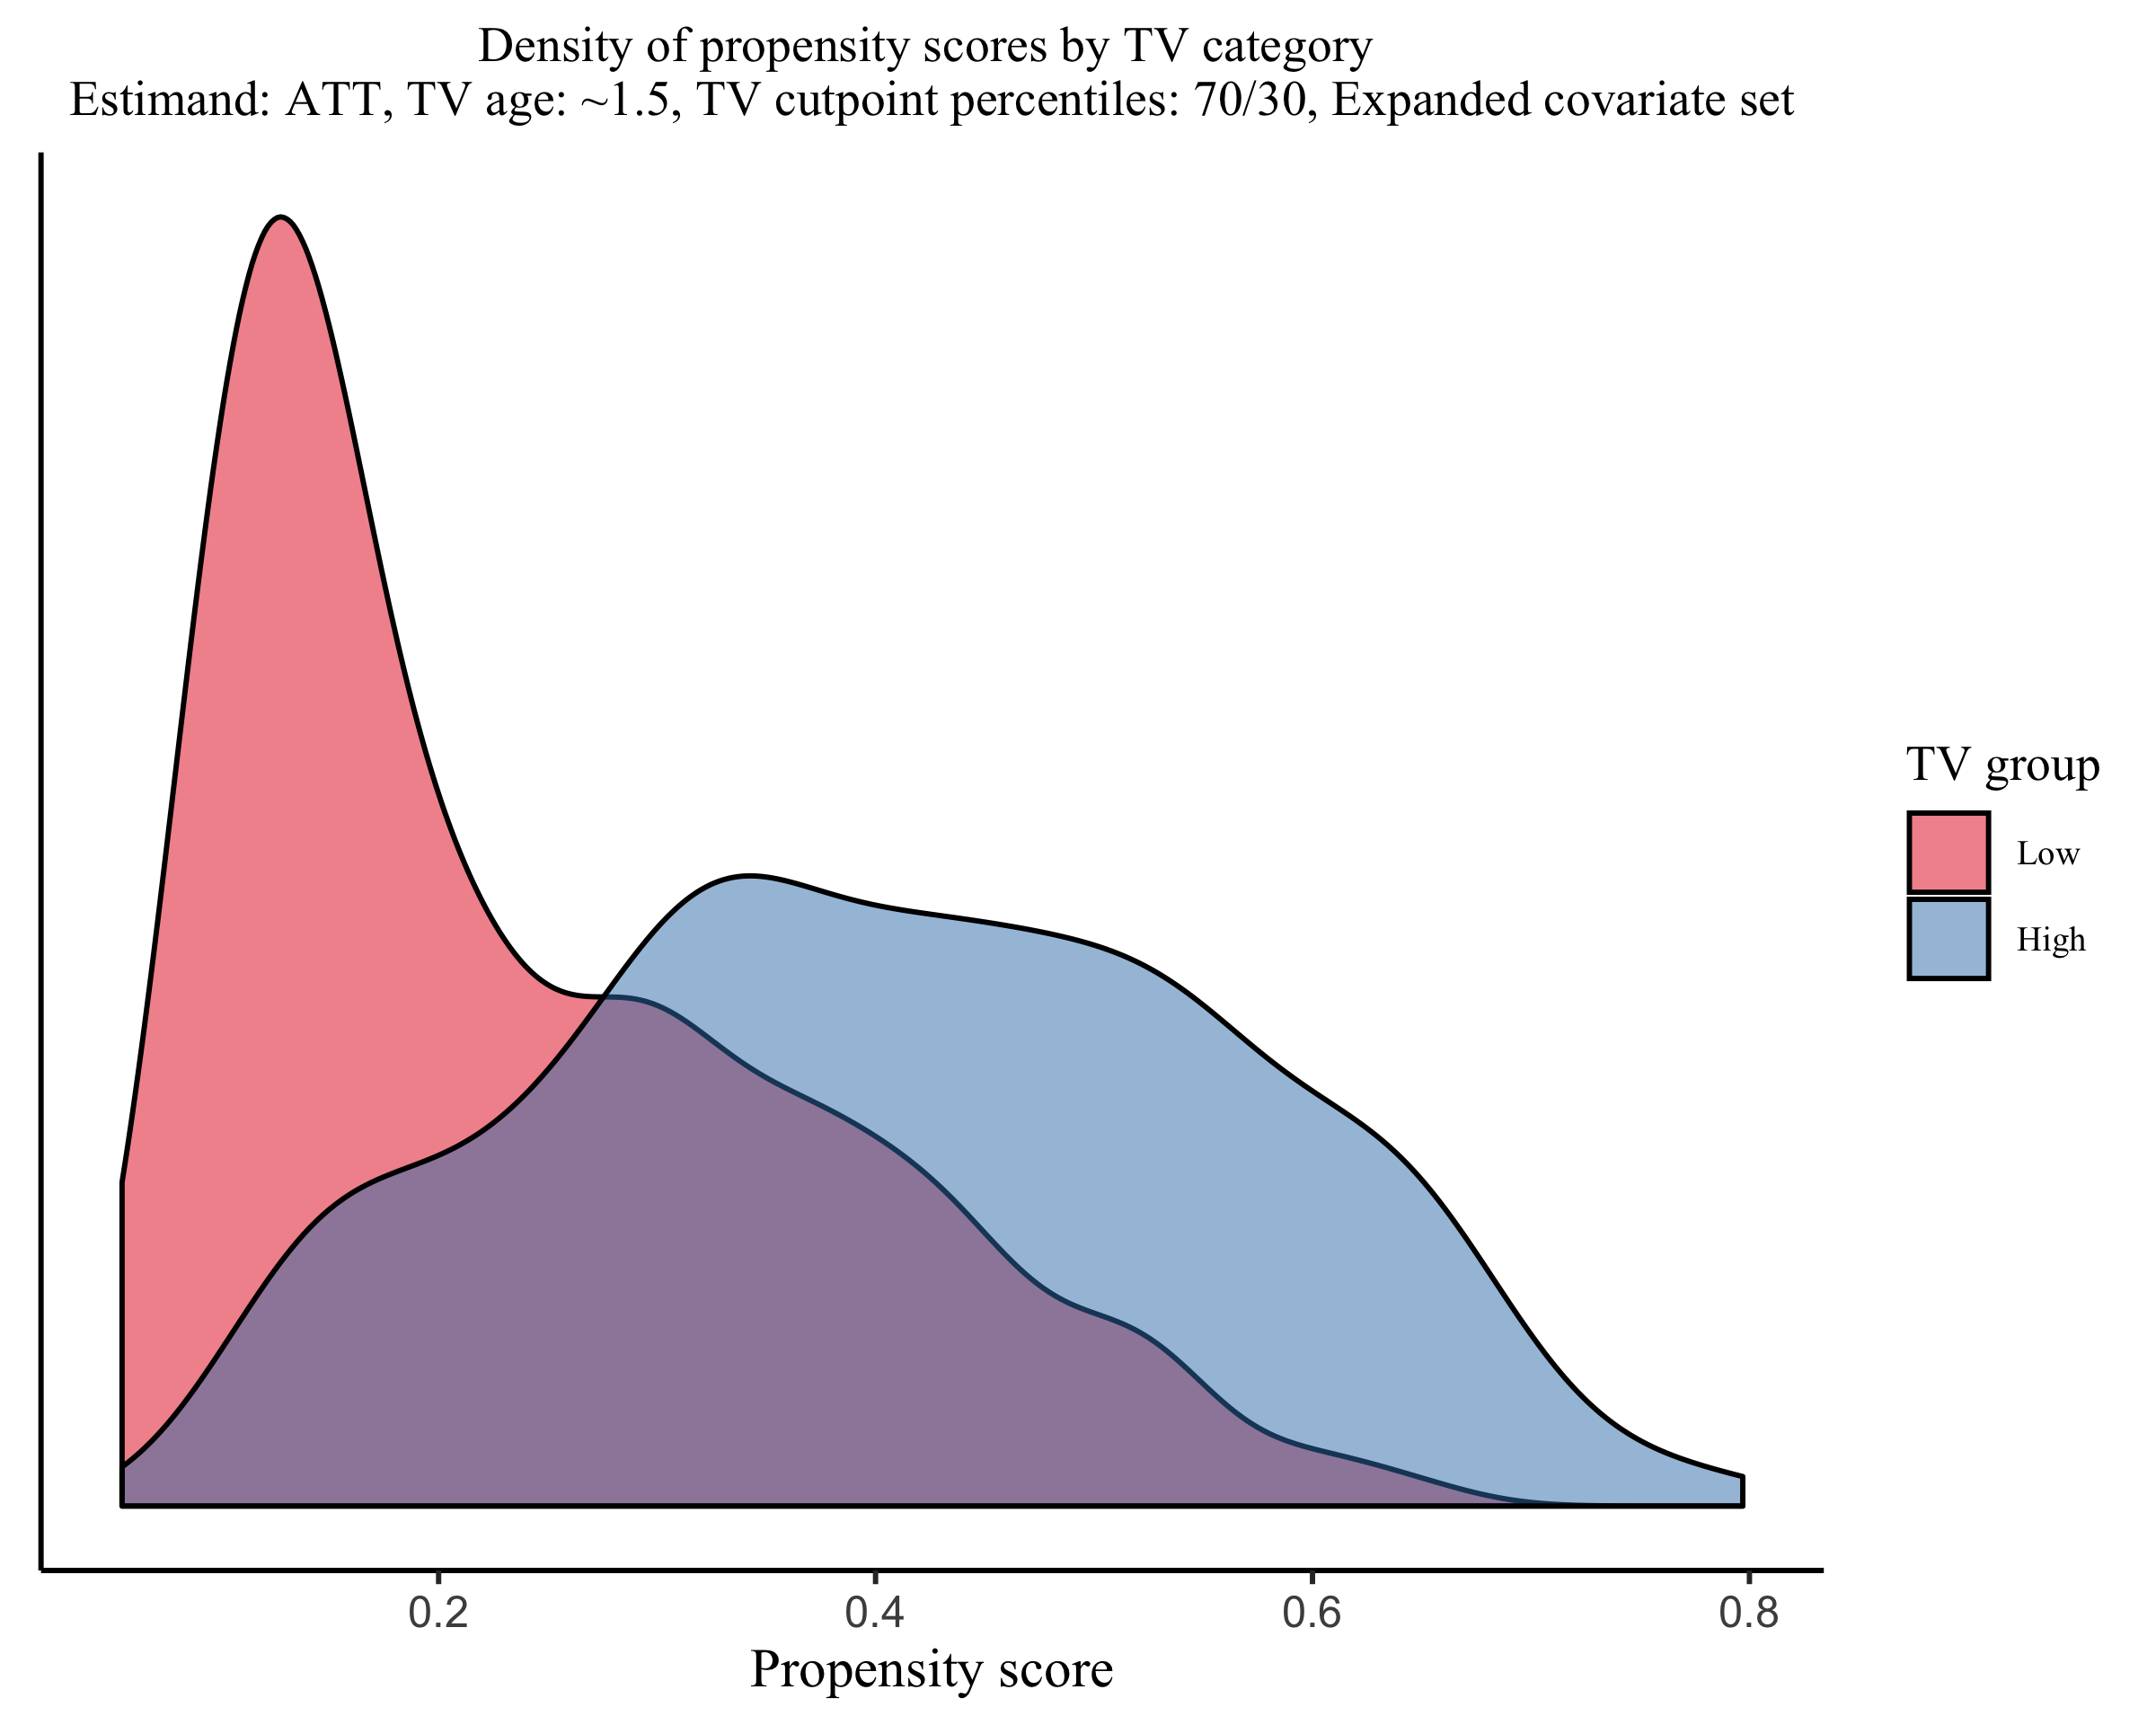 Density of propensity scores by TV category
Estimand: ATT, TV age: ~1.5, TV cutpoint percentiles: 70/30, Expanded covariate set
TV group
Low
High
0.2
0.4
0.6
0.8
Propensity score